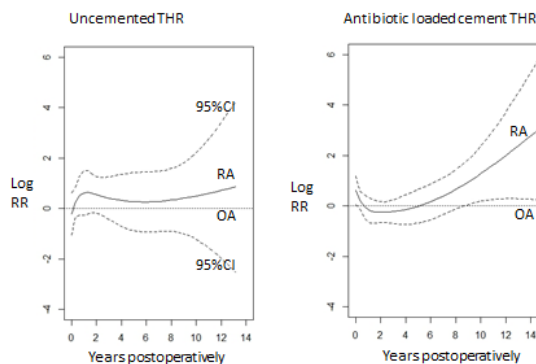 Uncemented THR
Antibiotic loaded cement THR
6
4
2
0
-2
-4
Log
RR
95%CI
RA
OA
95%CI
0 2 4 6 8 10 12 14
Years postoperatively
6
4
2
0
-2
-4
Log
RR
RA
OA
0 2 4 6 8 10 14
Years postoperatively